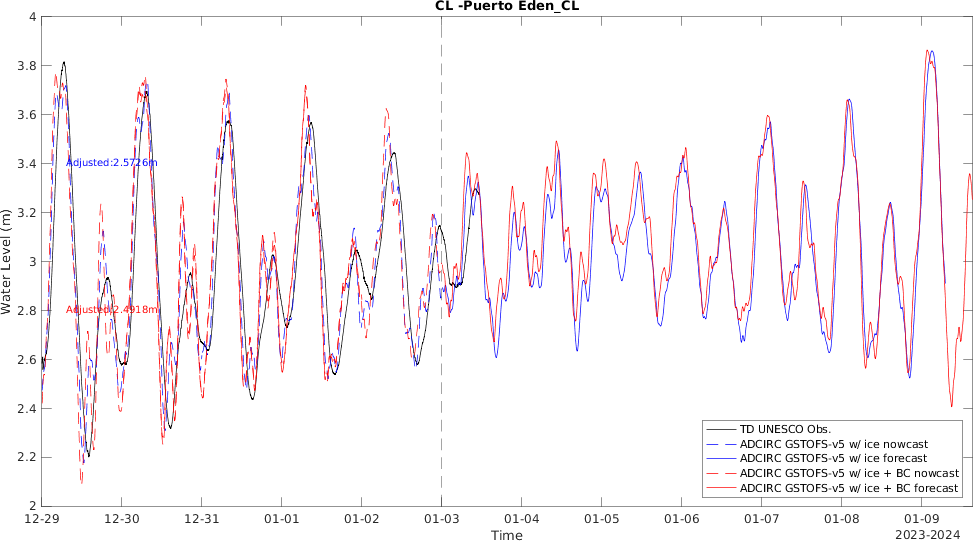 CL -Puerto Eden_CL
Water Level (m)
4
3.8
3.6
3.4
3.2
3
2.8
2.6
2.4
2.2
2
Adjusted:2.5726m
Adjusted:2.4918m
TD UNESCO Obs.
ADCIRC GSTOFS-v5 w/ ice nowcast
ADCIRC GSTOFS-v5 w/ ice forecast
ADCIRC GSTOFS-v5 w/ ice + BC nowcast
ADCIRC GSTOFS-v5 w/ ice + BC forecast
12-29 12-30 12-31 01-01 01-02 01-03 01-04 01-05 01-06 01-07 01-08 01-09
Time
2023-2024